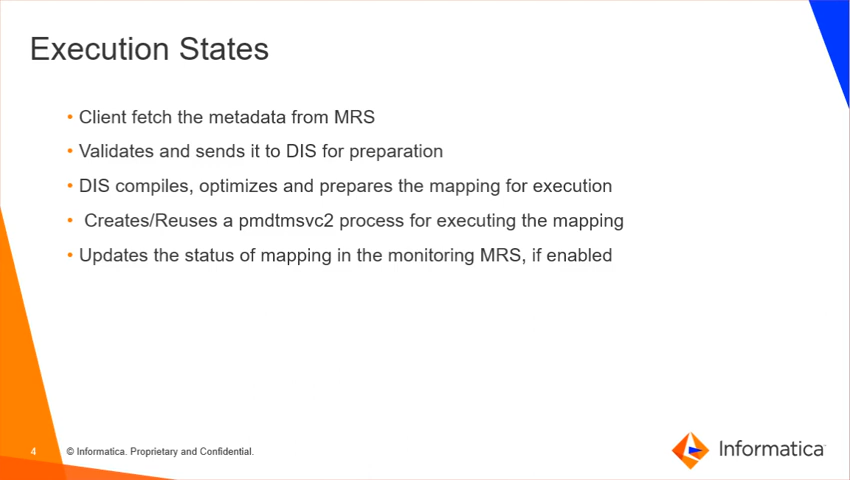 Execution States
• Client fetch the metadata from MRS
• Validates and sends it to DIS for preparation
• DIS compiles, optimizes and prepares the mapping for execution
• Creates/Reuses a pmdtmsvc2 process for executing the mapping
• Updates the status of mapping in the monitoring MRS, if enabled
4 © Informatica. Proprietary and Confidential.
Informatica